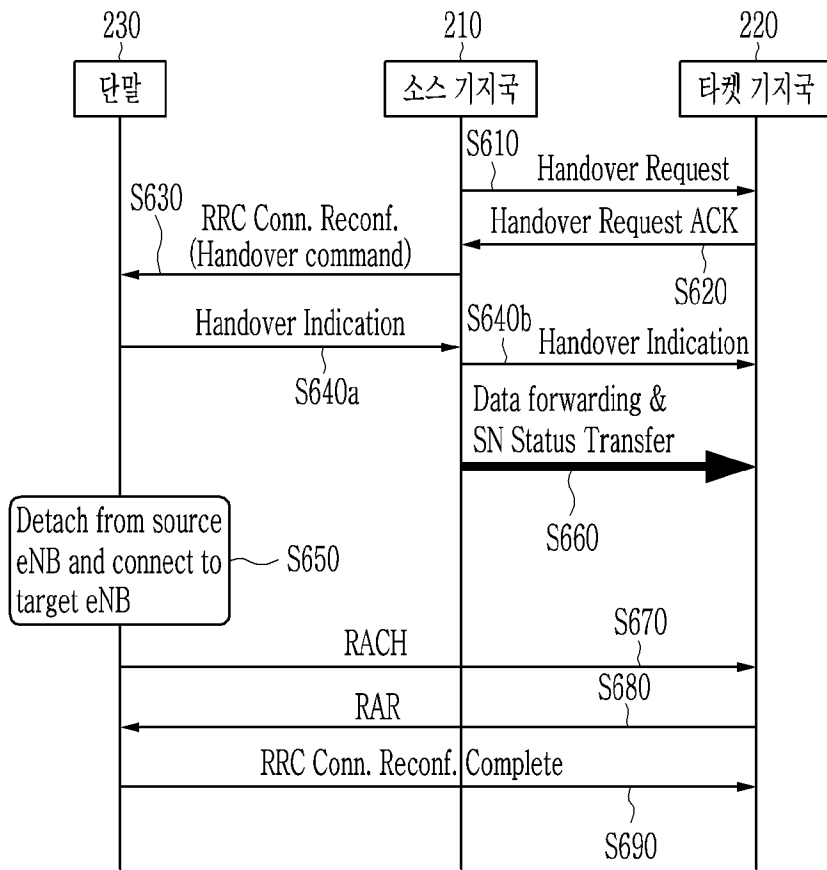 230
210
220
단말
소스 기지국
타켓 기지국
S610
Handover Request
S630
RRC Conn. Reconf.
(Handover command)
Handover Request ACK
S620
Handover Indication
S640a
S640b
Handover Indication
Data forwarding &
SN Status Transfer
S660
Detach from source
eNB and connect to
target eNB
S650
RACH
S670
RAR
S680
RRC Conn. Reconf. Complete
S690